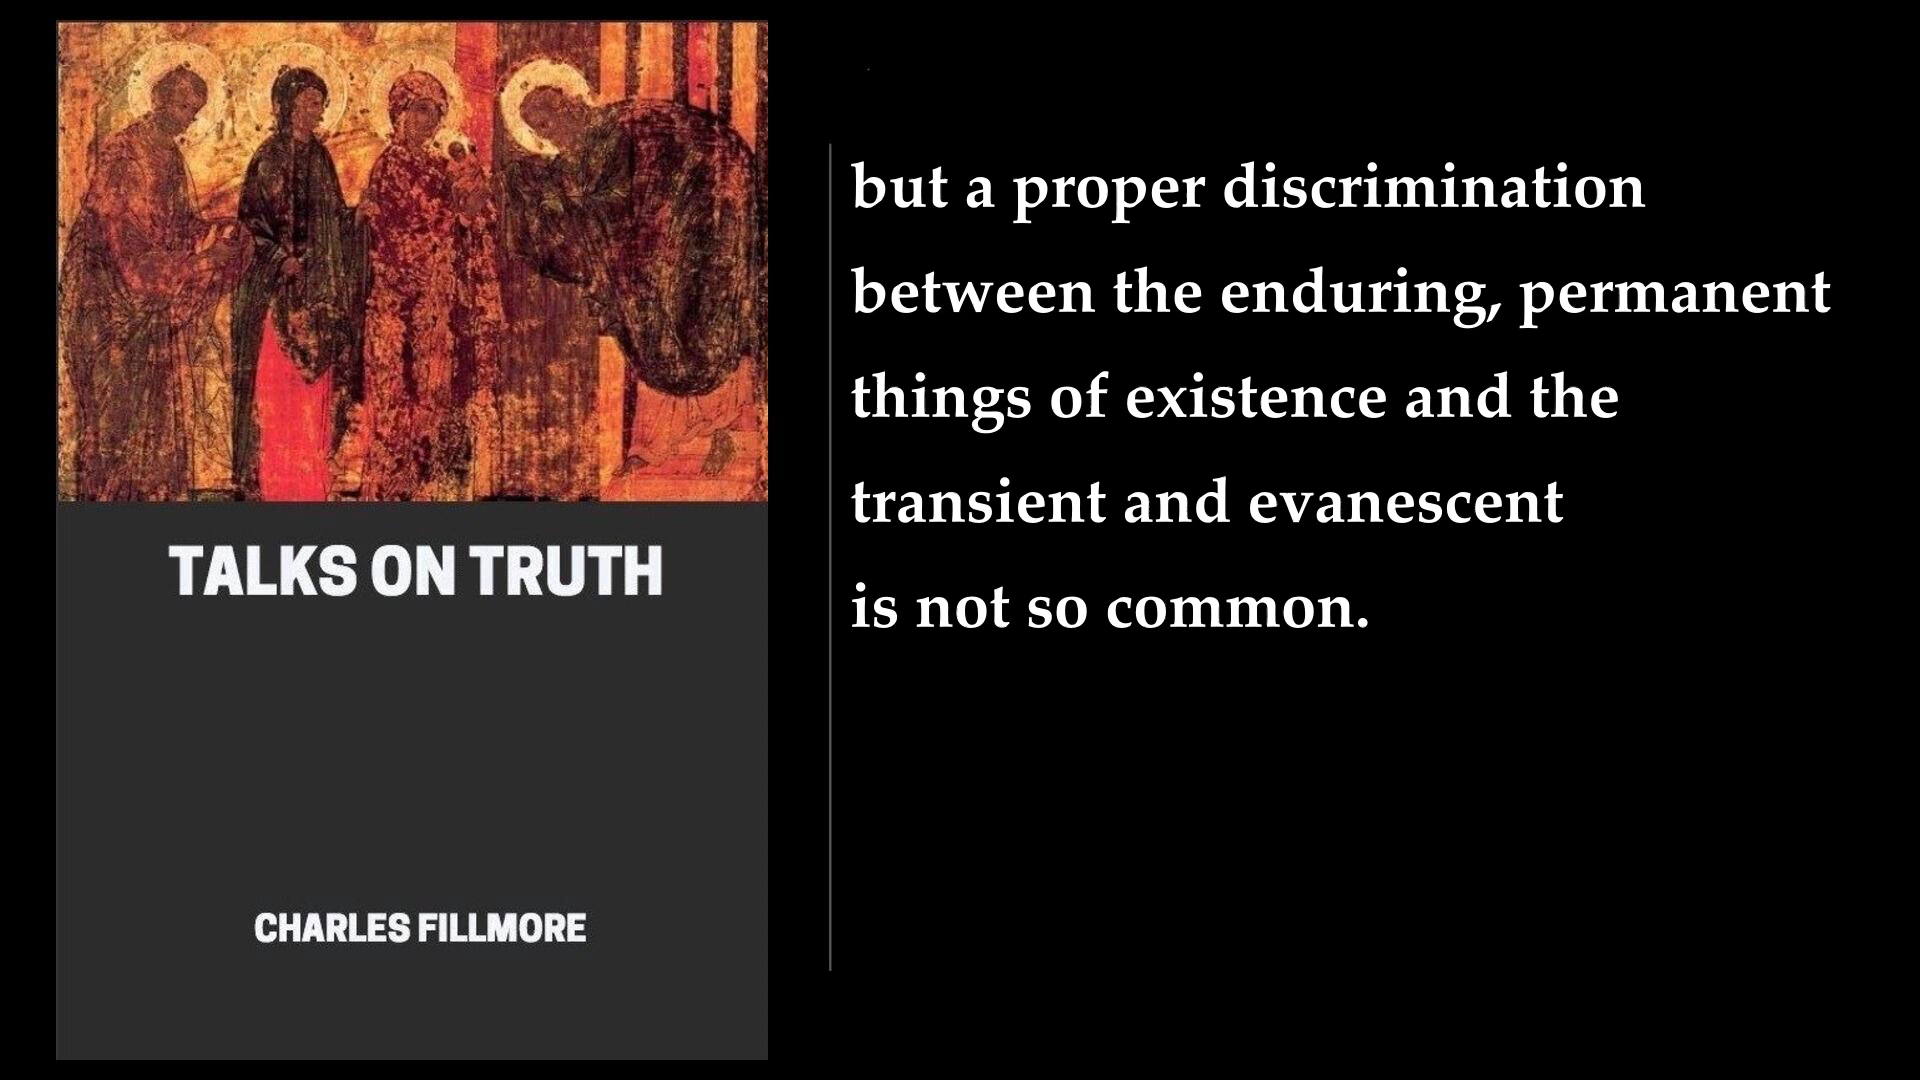 TALKS ON TRUTH
CHARLES FILLMORE
but a proper discrimination
between the enduring, permanent
things of existence and the
transient and evanescent
is not so common.